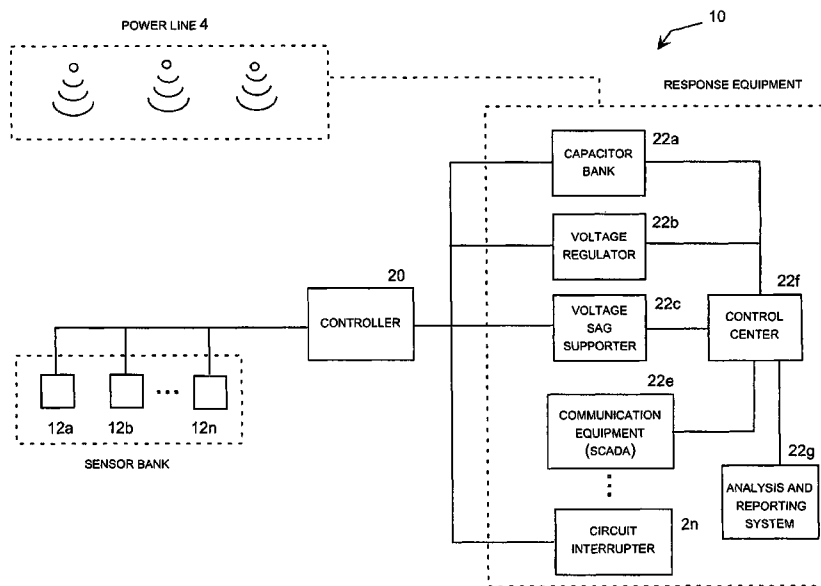 POWER LINE 4
10
RESPONSE EQUIPMENT
22a
CAPACITOR
BANK
22b
VOLTAGE
REGULATOR
20
CONTROLLER
22c
VOLTAGE
SAG
SUPPORTER
22f
CONTROL
CENTER
12a
12b
...
12n
SENSOR BANK
22e
COMMUNICATION
EQUIPMENT
(SCADA)
22g
ANALYSIS AND
REPORTING
SYSTEM
2n
CIRCUIT
INTERRUPTER